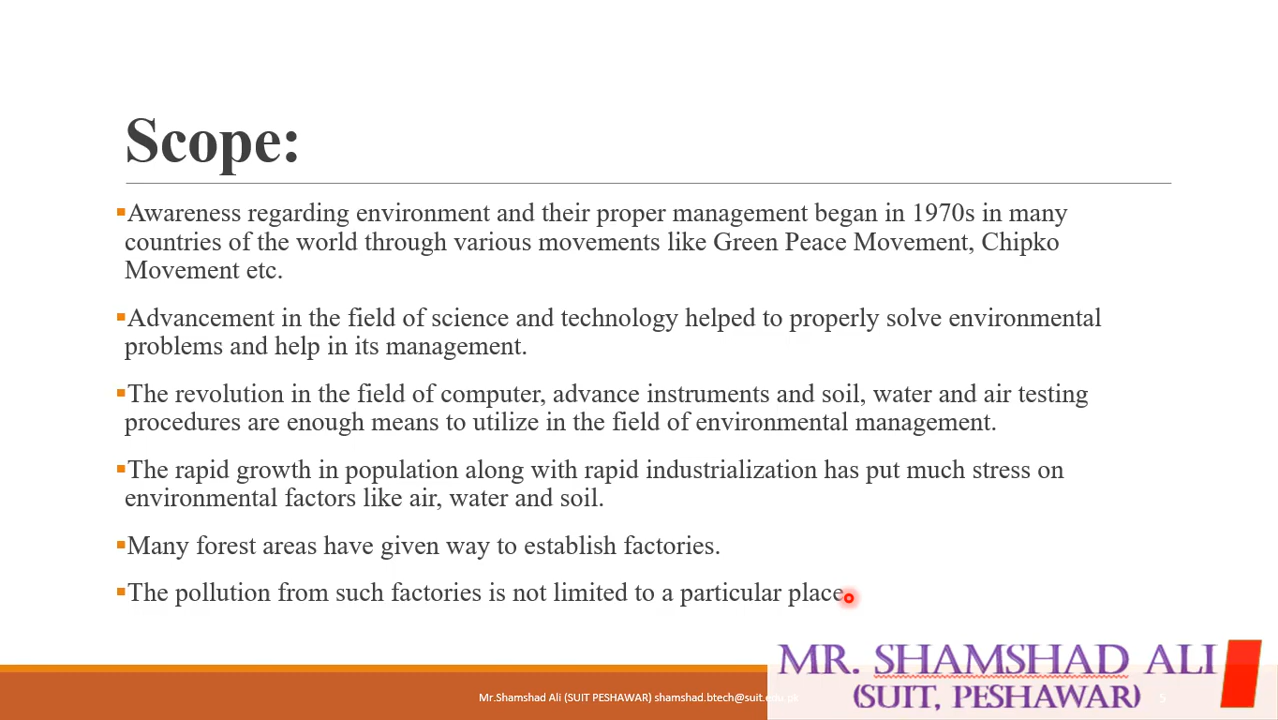 Scope:
▪Awareness regarding environment and their proper management began in 1970s in many
countries of the world through various movements like Green Peace Movement, Chipko
Movement etc.
▪Advancement in the field of science and technology helped to properly solve environmental
problems and help in its management.
▪The revolution in the field of computer, advance instruments and soil, water and air testing
procedures are enough means to utilize in the field of environmental management.
▪The rapid growth in population along with rapid industrialization has put much stress on
environmental factors like air, water and soil.
▪Many forest areas have given way to establish factories.
▪The pollution from such factories is not limited to a particular place.
MR. SHAMSHAD ALI
(SUIT, PESHAWAR)
Mr.Shamshad Ali (SUIT PESHAWAR) shamshad.btech@suit.edu.pk
5